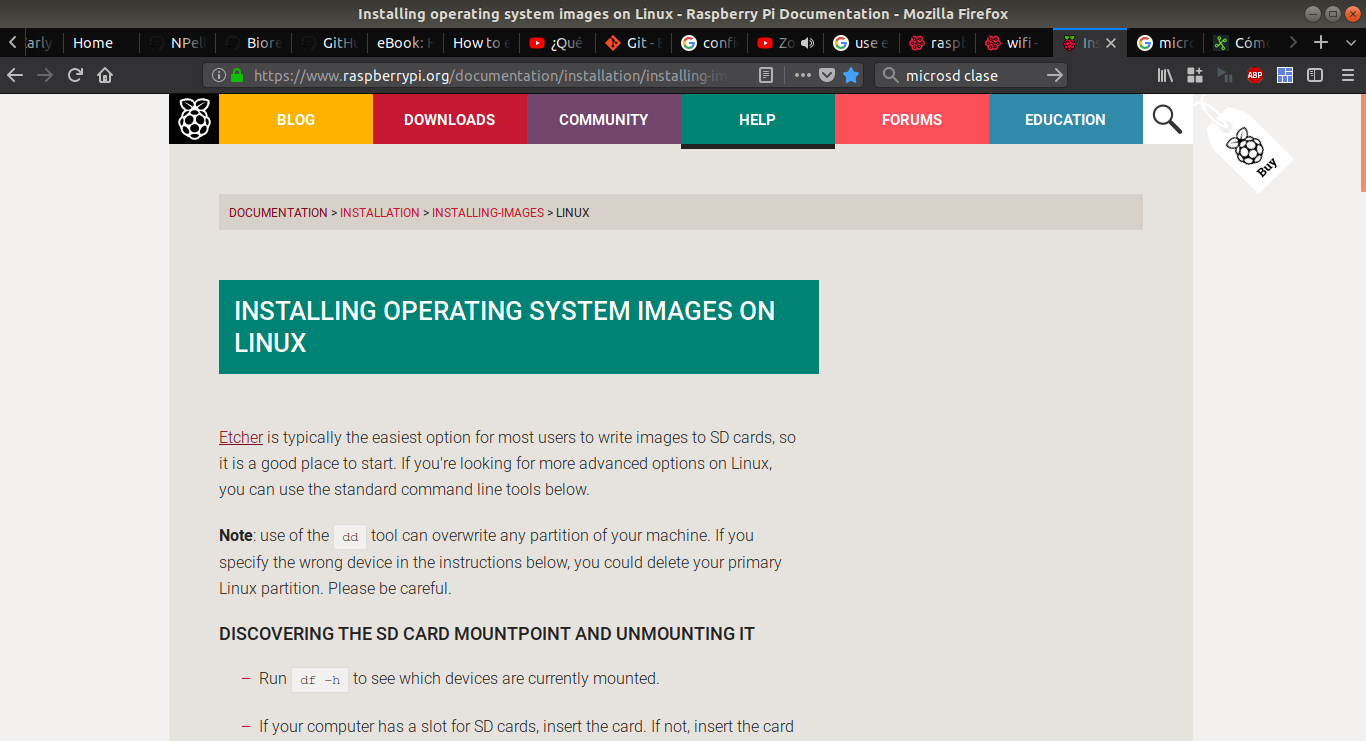 Installing operating system images on Linux - Raspberry Pi Documentation - Mozilla Firefox
Home
eBook:
How to
¿Qué
Git -
Zo
use e
raspb
wifi-
In
micro
Cómo
https://www.raspberrypi.org/documentation/installation/installing-im
microsd clase
ABP
BLOG
DOWNLOADS
COMMUNITY
HELP
FORUMS
EDUCATION
Buy
DOCUMENTATION > INSTALLATION > INSTALLING-IMAGES > LINUX
INSTALLING OPERATING SYSTEM IMAGES ON
LINUX
Etcher is typically the easiest option for most users to write images to SD cards, so
it is a good place to start. If you're looking for more advanced options on Linux,
you can use the standard command line tools below.
Note: use of the dd tool can overwrite any partition of your machine. If you
specify the wrong device in the instructions below, you could delete your primary
Linux partition. Please be careful.
DISCOVERING THE SD CARD MOUNTPOINT AND UNMOUNTING IT
– Run df -h to see which devices are currently mounted.
– If your computer has a slot for SD cards, insert the card. If not, insert the card